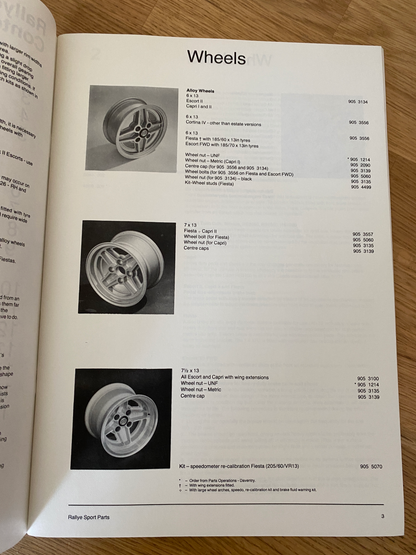 Wheels
Alloy Wheels
6 x 13
Escort II 905 3134
Capri I and II
6 x 13
Cortina IV – other than estate versions 905 3556
6 x 13
Fiesta † with 185/60 x 13in tyres 905 3556
Escort FWD with 185/70 x 13in tyres
Wheel nut – UNF * 905 1214
Wheel nut – Metric (Capri I) 905 2090
Centre cap (for 905 3556 and 905 3134) 905 3139
Wheel bolts (for 905 3556 on Fiesta and Escort FWD) 905 5060
Wheel nut (for 905 3134) – black 905 3135
Kit-Wheel studs (Fiesta) 905 4499
7 x 13
Fiesta ○ Capri II 905 3557
Wheel bolt (for Fiesta) 905 5060
Wheel nut (for Capri) 905 3135
Centre caps 905 3139
7½ x 13
All Escort and Capri with wing extensions 905 3100
Wheel nut – UNF * 905 1214
Wheel nut – Metric 905 3135
Centre cap 905 3139
Kit – speedometer re-calibration Fiesta (205/60/VR13) 905 5070
* – Order from Parts Operations - Daventry.
† – With wing extensions fitted.
○ – With large wheel arches, speedo, re-calibration kit and brake fluid warning kit.
Rallye Sport Parts 3